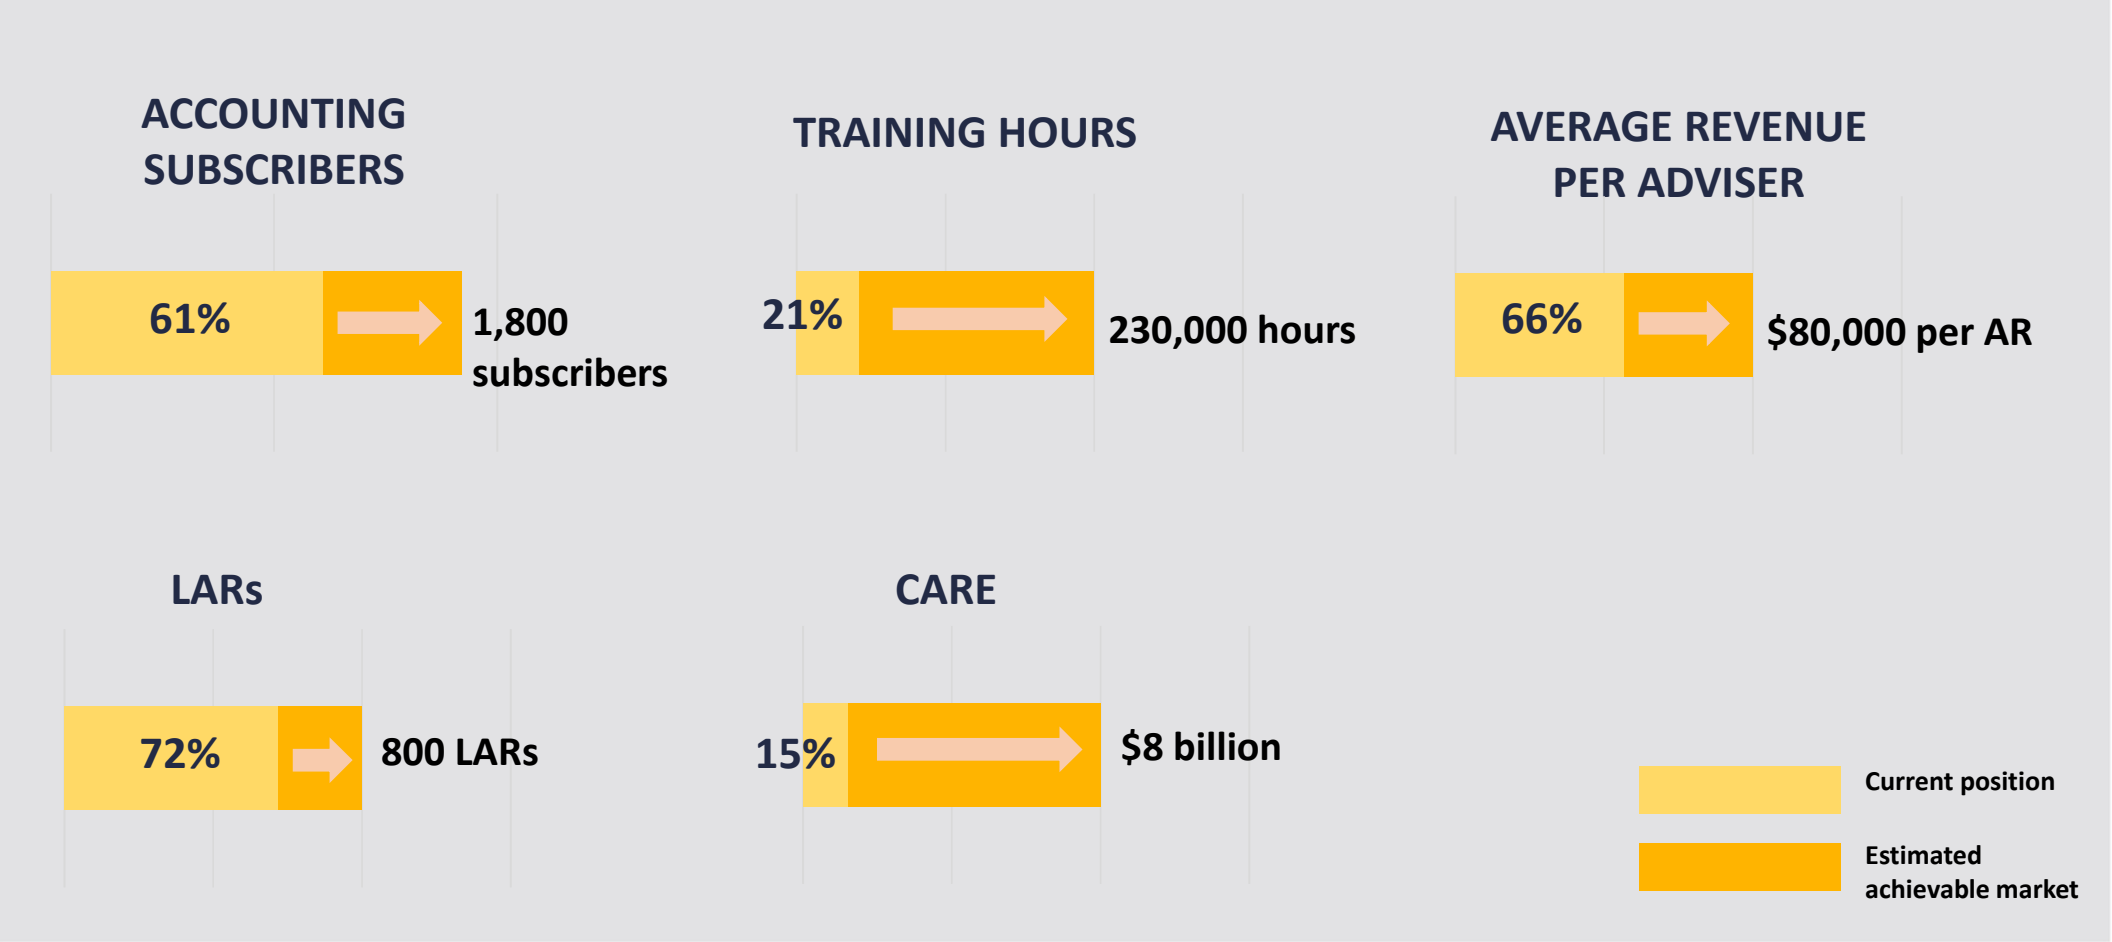 ACCOUNTING
SUBSCRIBERS
61%
1,800
subscribers
TRAINING HOURS
21%
230,000 hours
AVERAGE REVENUE
PER ADVISER
66%
$80,000 per AR
LARs
72%
800 LARs
CARE
15%
$8 billion
Current position
Estimated
achievable market